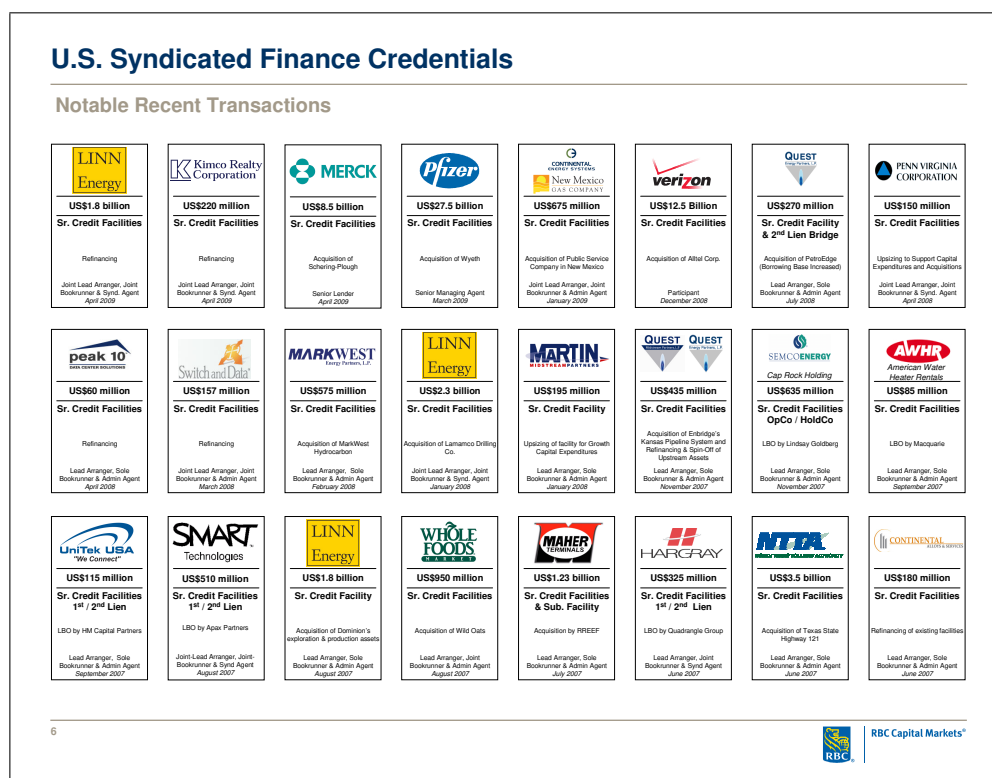 U.S. Syndicated Finance Credentials
Notable Recent Transactions
LINN
Energy
US$1.8 billion
Sr. Credit Facilities
Refinancing
Joint Lead Arranger, Joint
Bookrunner & Synd. Agent
April 2009
Kimco Realty
Corporation
US$220 million
Sr. Credit Facilities
Refinancing
Joint Lead Arranger, Joint
Bookrunner & Synd. Agent
April 2009
MERCK
US$8.5 billion
Sr. Credit Facilities
Acquisition of
Schering-Plough
Senior Lender
April 2009
Pfizer
US$27.5 billion
Sr. Credit Facilities
Acquisition of Wyeth
Senior Managing Agent
March 2009
CONTINENTAL
ENERGY SYSTEMS
New Mexico
GAS COMPANY
US$675 million
Sr. Credit Facilities
Acquisition of Public Service
Company in New Mexico
Joint Lead Arranger, Joint
Bookrunner & Admin Agent
January 2009
verizon
US$12.5 Billion
Sr. Credit Facilities
Acquisition of Alltel Corp.
Participant
December 2008
QUEST
Energy Partners, L.P.
US$270 million
Sr. Credit Facility
& 2nd Lien Bridge
Acquisition of PetroEdge
(Borrowing Base Increased)
Lead Arranger, Sole
Bookrunner & Admin Agent
July 2008
PENN VIRGINIA
CORPORATION
US$150 million
Sr. Credit Facilities
Upsizing to Support Capital
Expenditures and Acquisitions
Joint Lead Arranger, Joint
Bookrunner & Synd. Agent
April 2008
peak 10
DATA CENTER SOLUTIONS
US$60 million
Sr. Credit Facilities
Refinancing
Lead Arranger, Sole
Bookrunner & Admin Agent
April 2008
Switch and Data
US$157 million
Sr. Credit Facilities
Refinancing
Joint Lead Arranger, Joint
Bookrunner & Admin Agent
March 2008
MARKWEST
Energy Partners, L.P.
US$575 million
Sr. Credit Facilities
Acquisition of MarkWest
Hydrocarbon
Lead Arranger, Sole
Bookrunner & Admin Agent
February 2008
LINN
Energy
US$2.3 billion
Sr. Credit Facilities
Acquisition of Lamamco Drilling
Co.
Joint Lead Arranger, Joint
Bookrunner & Synd. Agent
January 2008
MARTIN
MIDSTREAM PARTNERS
US$195 million
Sr. Credit Facility
Upsizing of facility for Growth
Capital Expenditures
Lead Arranger, Sole
Bookrunner & Admin Agent
January 2008
QUEST QUEST
Energy Partners, L.P.
US$435 million
Sr. Credit Facilities
Acquisition of Enbridge's
Kansas Pipeline System and
Refinancing & Spin-Off of
Upstream Assets
Lead Arranger, Sole
Bookrunner & Admin Agent
November 2007
SEMCOENERGY
Cap Rock Holding
US$635 million
Sr. Credit Facilities
OpCo / HoldCo
LBO by Lindsay Goldberg
Lead Arranger, Sole
Bookrunner & Admin Agent
November 2007
AWHR
American Water
Heater Rentals
US$85 million
Sr. Credit Facilities
LBO by Macquarie
Lead Arranger, Sole
Bookrunner & Admin Agent
September 2007
UniTek USA
"We Connect"
US$115 million
Sr. Credit Facilities
1st / 2nd Lien
LBO by HM Capital Partners
Lead Arranger, Sole
Bookrunner & Admin Agent
September 2007
SMART
Technologies
US$510 million
Sr. Credit Facilities
1st / 2nd Lien
LBO by Apax Partners
Joint-Lead Arranger, Joint-
Bookrunner & Synd Agent
August 2007
LINN
Energy
US$1.8 billion
Sr. Credit Facility
Acquisition of Dominion's
exploration & production assets
Lead Arranger, Sole
Bookrunner & Admin Agent
August 2007
WHOLE
FOODS
MARKET
US$950 million
Sr. Credit Facilities
Acquisition of Wild Oats
Lead Arranger, Joint
Bookrunner & Admin Agent
August 2007
MAHER
TERMINALS
US$1.23 billion
Sr. Credit Facilities
& Sub. Facility
Acquisition by RREEF
Lead Arranger, Sole
Bookrunner & Admin Agent
July 2007
HARGRAY
US$325 million
Sr. Credit Facilities
1st / 2nd Lien
LBO by Quadrangle Group
Lead Arranger, Joint
Bookrunner & Synd Agent
June 2007
NTTA
NORTH TEXAS TOLLWAY AUTHORITY
US$3.5 billion
Sr. Credit Facilities
Acquisition of Texas State
Highway 121
Lead Arranger, Sole
Bookrunner & Admin Agent
June 2007
CONTINENTAL
ALLOYS & SERVICES
US$180 million
Sr. Credit Facilities
Refinancing of existing facilities
Lead Arranger, Sole
Bookrunner & Admin Agent
June 2007
6
RBC
RBC Capital Markets®